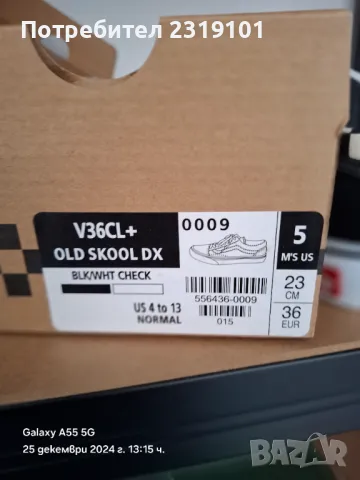 Потребител 2319101
V36CL+
OLD SKOOL DX
BLK/WHT CHECK
US 4 to 13
NORMAL
0009
556436-0009
015
5
M'S US
23
CM
36
EUR
Galaxy A55 5G
25 декември 2024 г. 13:15 ч.
BAZAR